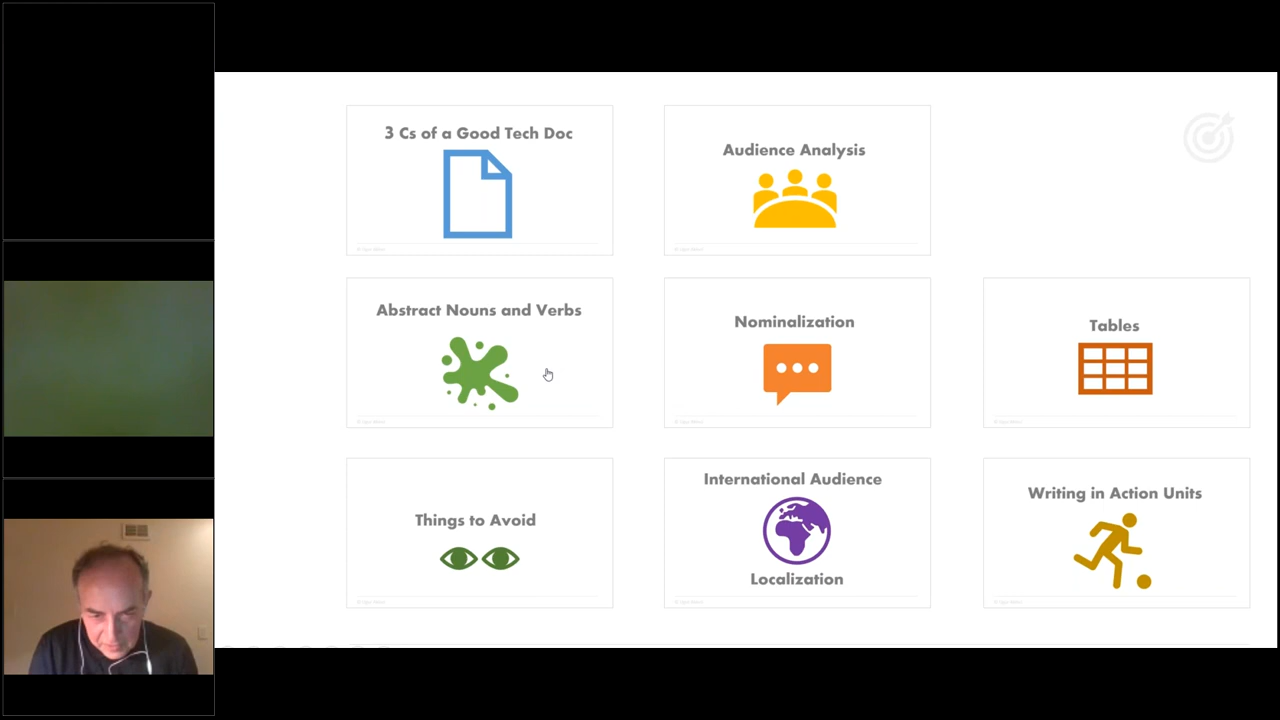 3 Cs of a Good Tech Doc
Audience Analysis
Abstract Nouns and Verbs
Nominalization
Tables
Things to Avoid
International Audience
Localization
Writing in Action Units